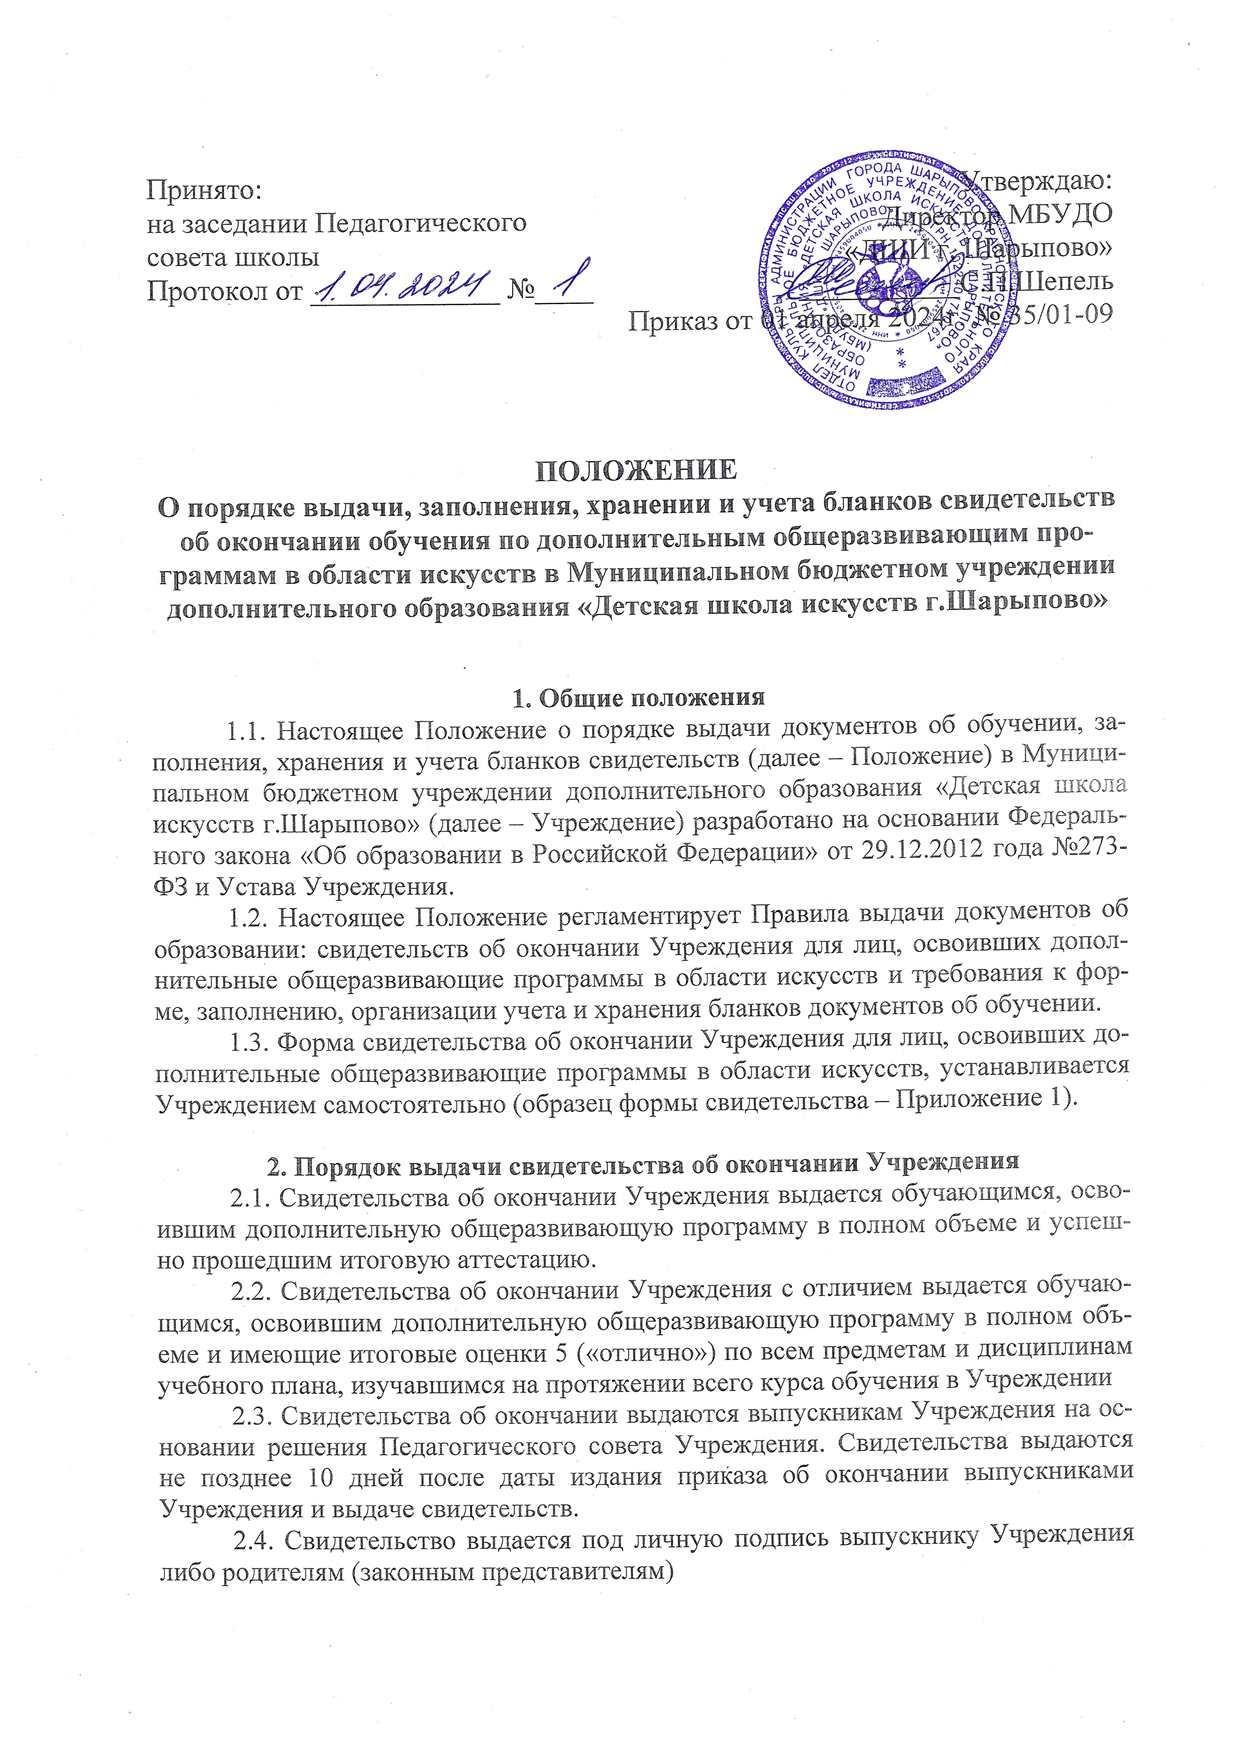 Принято:
на заседании Педагогического
совета школы
Протокол от 1.04.2024 № 1
Утверждаю:
Директор МБУДО
«ДШИ г. Шарыпово»
С.П.Шепель
Приказ от 01 апреля 2024г. № 35/01-09
ПОЛОЖЕНИЕ
О порядке выдачи, заполнения, хранении и учета бланков свидетельств
об окончании обучения по дополнительным общеразвивающим про-
граммам в области искусств в Муниципальном бюджетном учреждении
дополнительного образования «Детская школа искусств г.Шарыпово»
1. Общие положения
1.1. Настоящее Положение о порядке выдачи документов об обучении, за-
полнения, хранения и учета бланков свидетельств (далее – Положение) в Муници-
пальном бюджетном учреждении дополнительного образования «Детская школа
искусств г.Шарыпово» (далее – Учреждение) разработано на основании Федераль-
ного закона «Об образовании в Российской Федерации» от 29.12.2012 года №273-
ФЗ и Устава Учреждения.
1.2. Настоящее Положение регламентирует Правила выдачи документов об
образовании: свидетельств об окончании Учреждения для лиц, освоивших допол-
нительные общеразвивающие программы в области искусств и требования к фор-
ме, заполнению, организации учета и хранения бланков документов об обучении.
1.3. Форма свидетельства об окончании Учреждения для лиц, освоивших до-
полнительные общеразвивающие программы в области искусств, устанавливается
Учреждением самостоятельно (образец формы свидетельства – Приложение 1).
2. Порядок выдачи свидетельства об окончании Учреждения
2.1. Свидетельства об окончании Учреждения выдается обучающимся, осво-
ившим дополнительную общеразвивающую программу в полном объеме и успеш-
но прошедшим итоговую аттестацию.
2.2. Свидетельства об окончании Учреждения с отличием выдается обучаю-
щимся, освоившим дополнительную общеразвивающую программу в полном объ-
еме и имеющие итоговые оценки 5 («отлично») по всем предметам и дисциплинам
учебного плана, изучавшимся на протяжении всего курса обучения в Учреждении
2.3. Свидетельства об окончании выдаются выпускникам Учреждения на ос-
новании решения Педагогического совета Учреждения. Свидетельства выдаются
не позднее 10 дней после даты издания приказа об окончании выпускниками
Учреждения и выдаче свидетельств.
2.4. Свидетельство выдается под личную подпись выпускнику Учреждения
либо родителям (законным представителям)